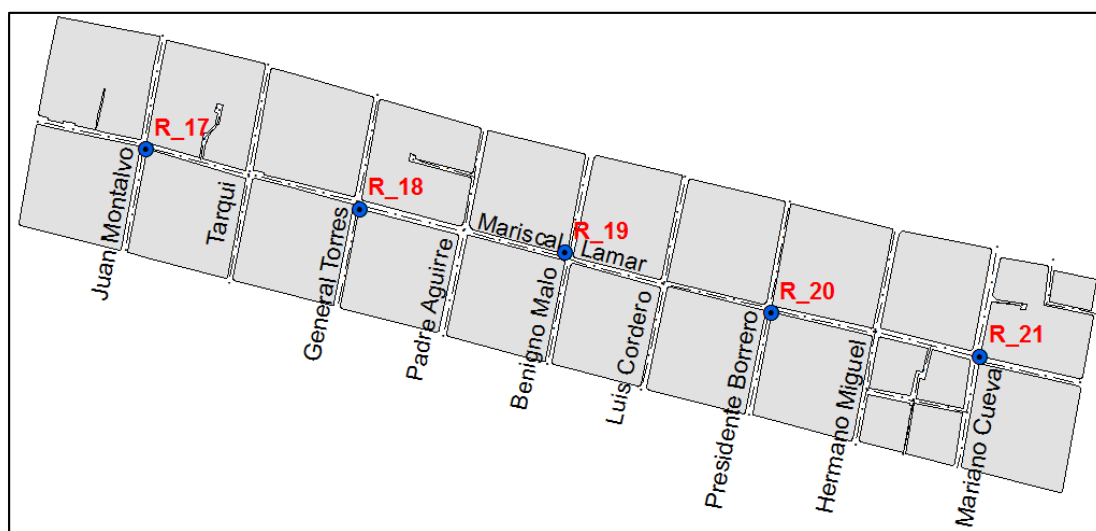 R_17
R_18
R_19
R_20
R_21
Mariscal Lamar
Juan Montalvo
Tarqui
General Torres
Padre Aguirre
Benigno Malo
Luis Cordero
Presidente Borrero
Hermano Miguel
Mariano Cueva